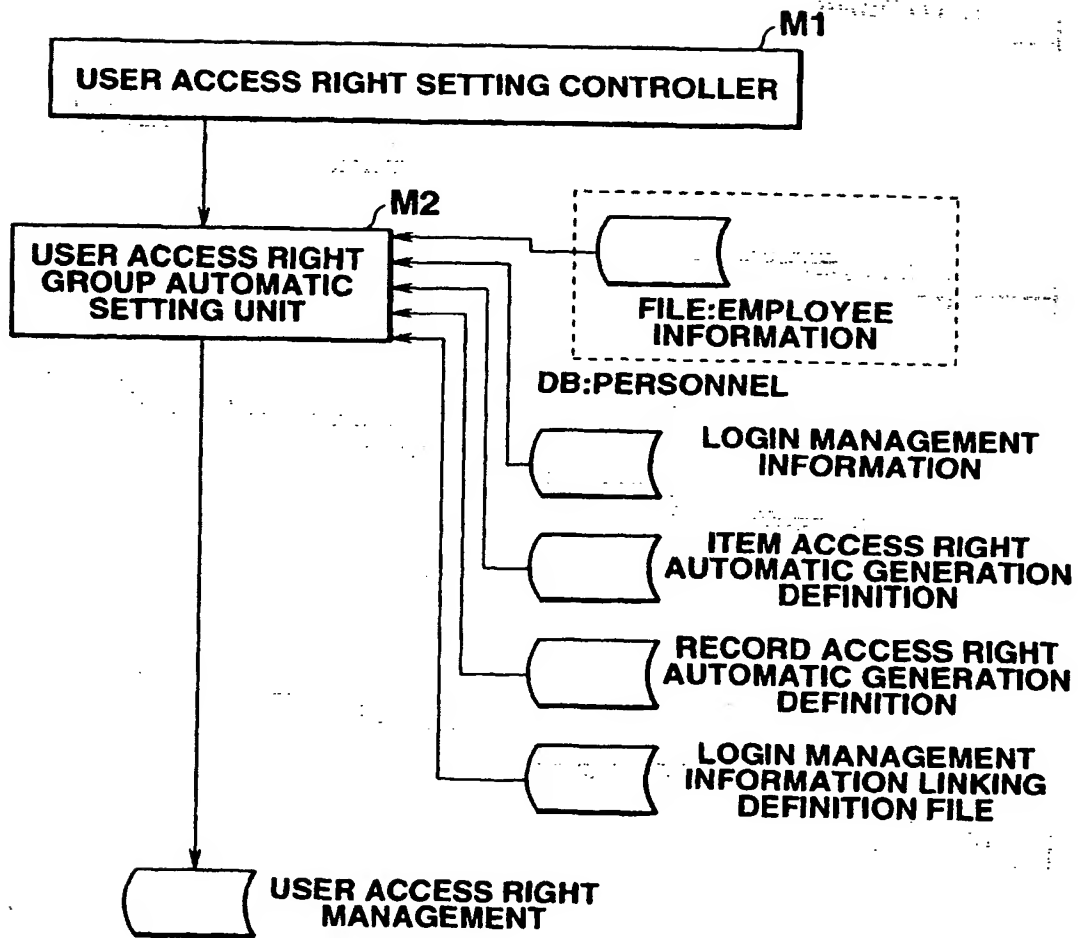 M1
USER ACCESS RIGHT SETTING CONTROLLER
M2
USER ACCESS RIGHT
GROUP AUTOMATIC
SETTING UNIT
FILE:EMPLOYEE
INFORMATION
DB:PERSONNEL
LOGIN MANAGEMENT
INFORMATION
ITEM ACCESS RIGHT
AUTOMATIC GENERATION
DEFINITION
RECORD ACCESS RIGHT
AUTOMATIC GENERATION
DEFINITION
LOGIN MANAGEMENT
INFORMATION LINKING
DEFINITION FILE
USER ACCESS RIGHT
MANAGEMENT